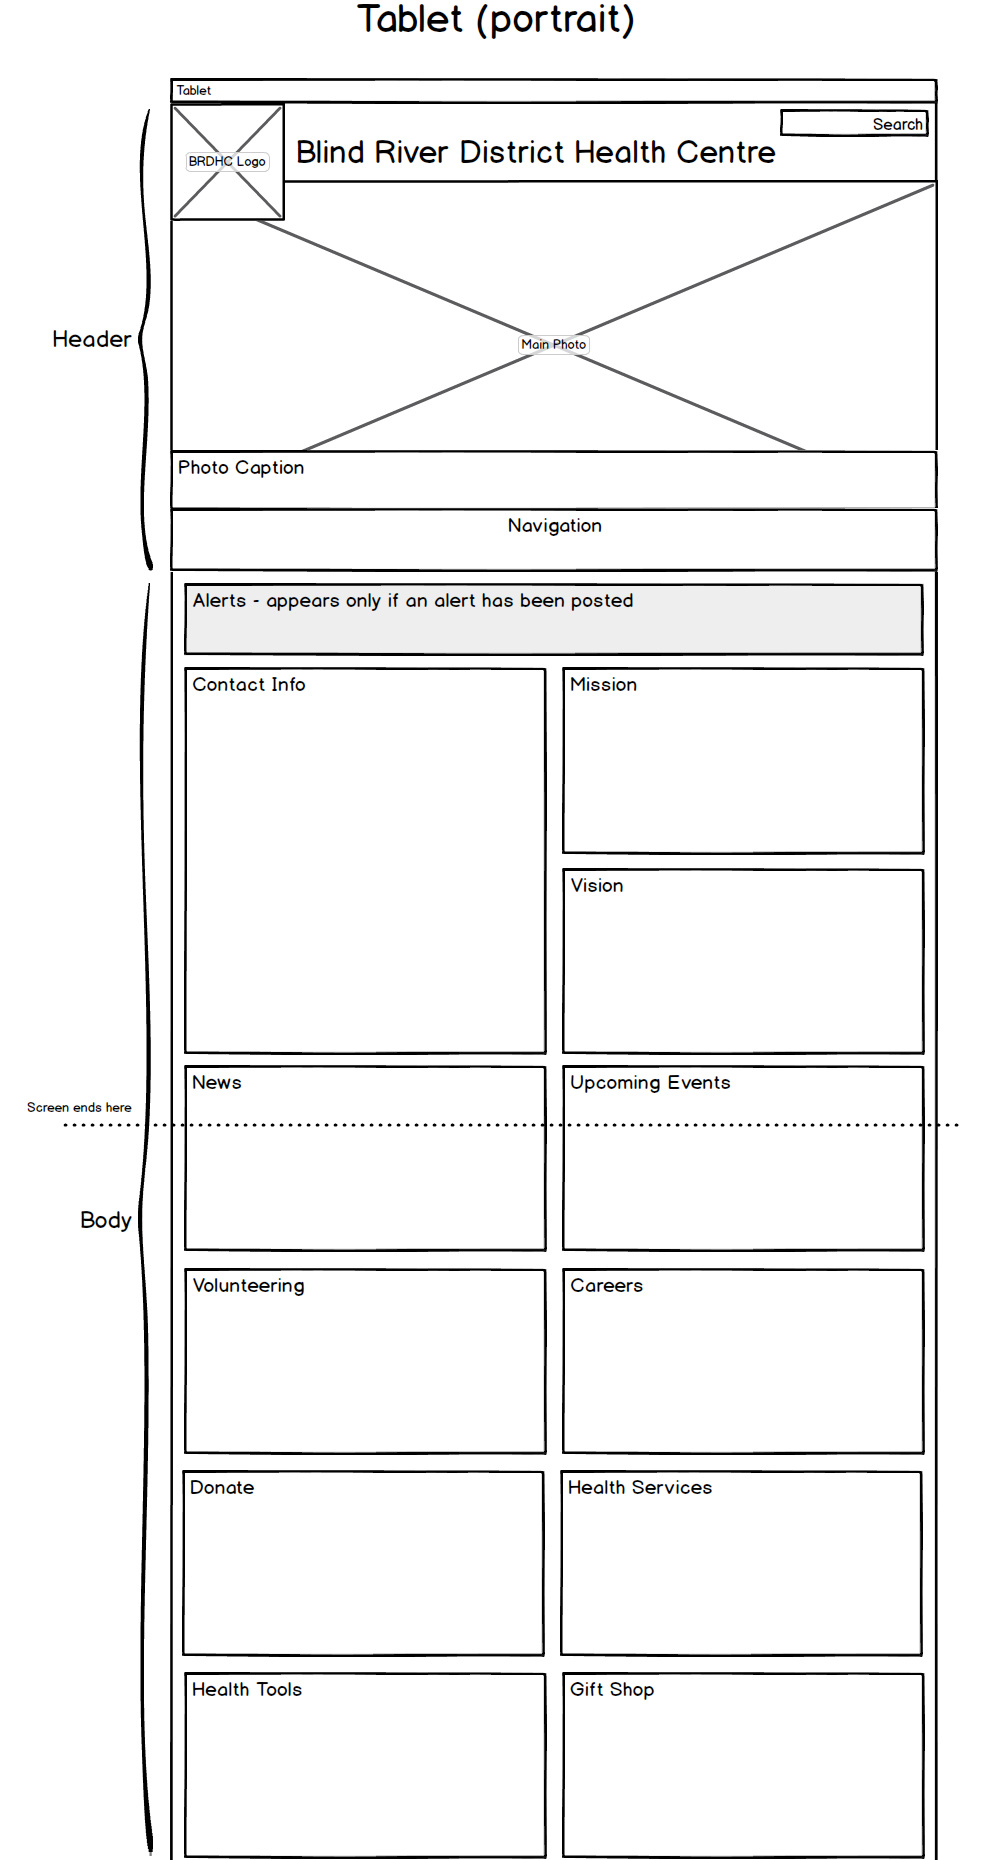 Tablet (portrait)
Tablet
Search
BRDHC Logo
Blind River District Health Centre
Header
Main Photo
Photo Caption
Navigation
Alerts - appears only if an alert has been posted
Contact Info
Mission
Vision
News
Upcoming Events
Screen ends here
Body
Volunteering
Careers
Donate
Health Services
Health Tools
Gift Shop